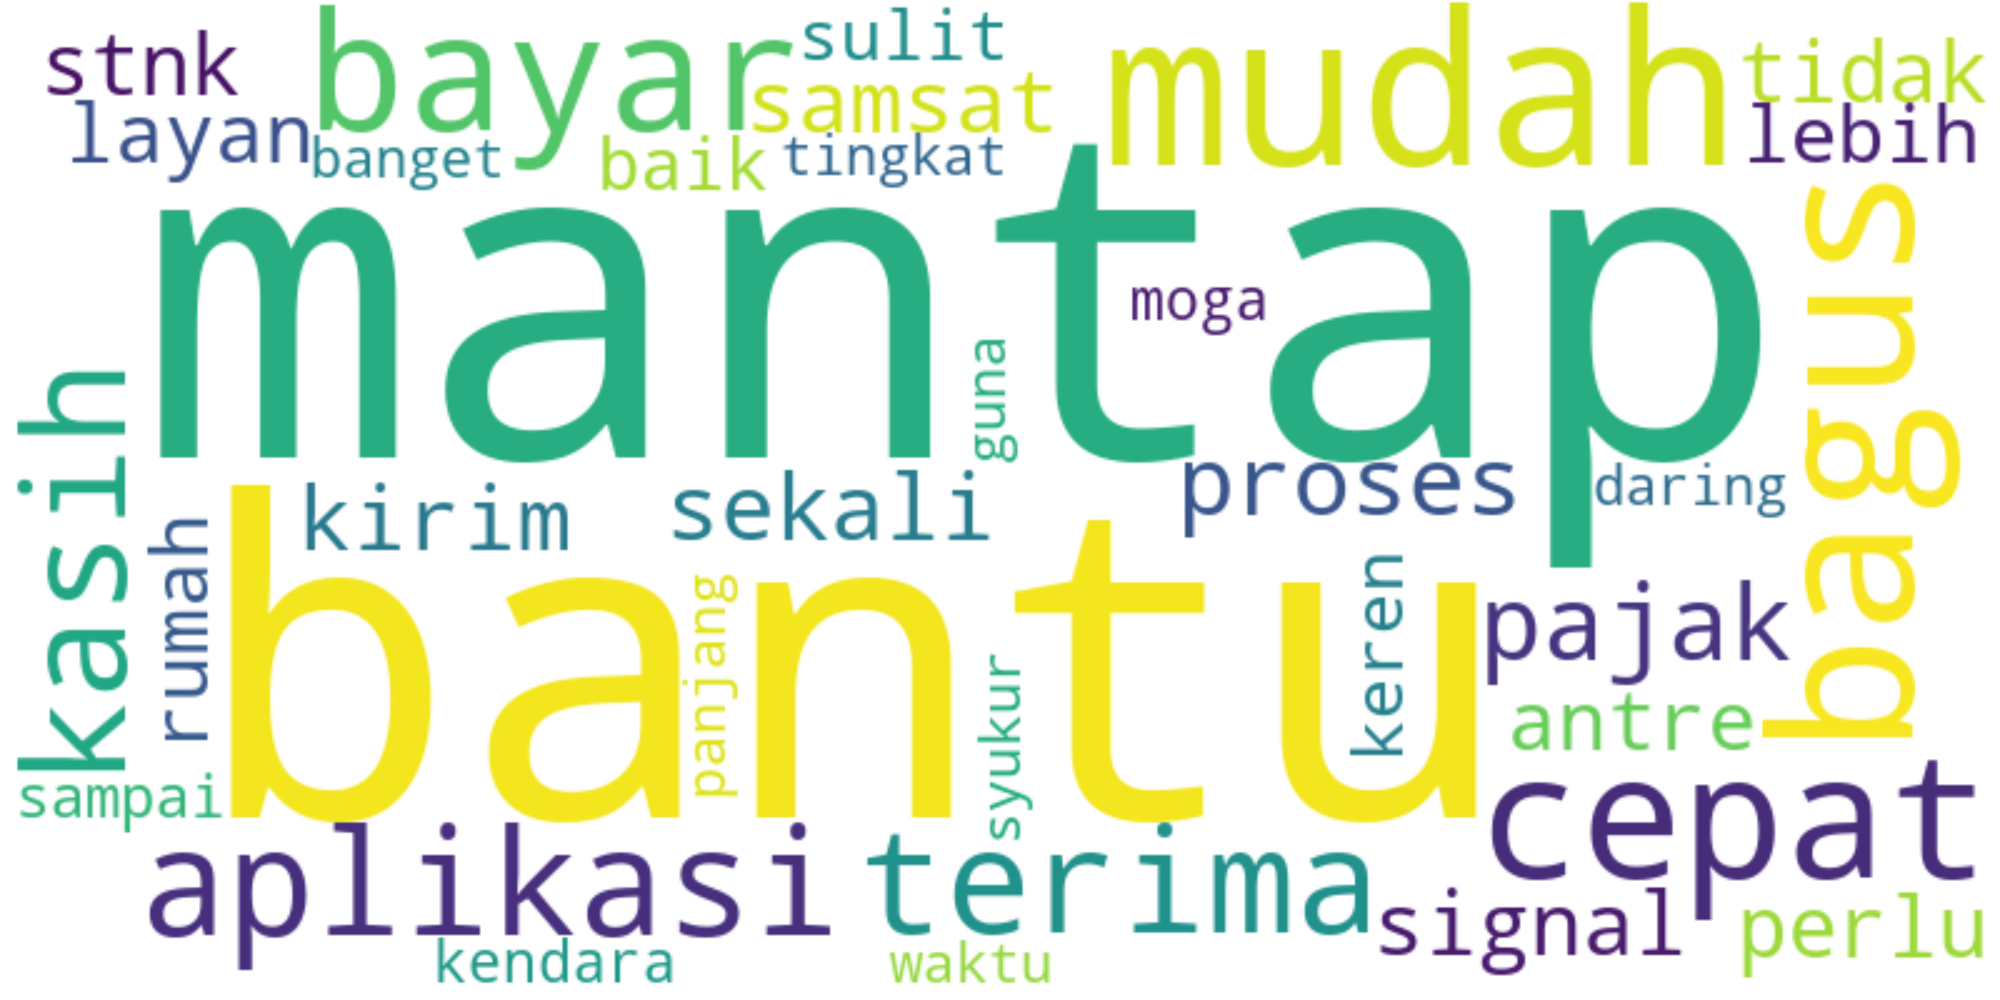 stnk
bayar
sulit
mudah
tidak
layan
banget
samsat
baik
tingkat
lebih
mantap
moga
guna
bagus
kasih
kirim
sekali
proses
daring
rumah
bantu
panjang
syukur
keren
pajak
antre
sampai
cepat
aplikasi
terima
signal
perlu
kendara
waktu